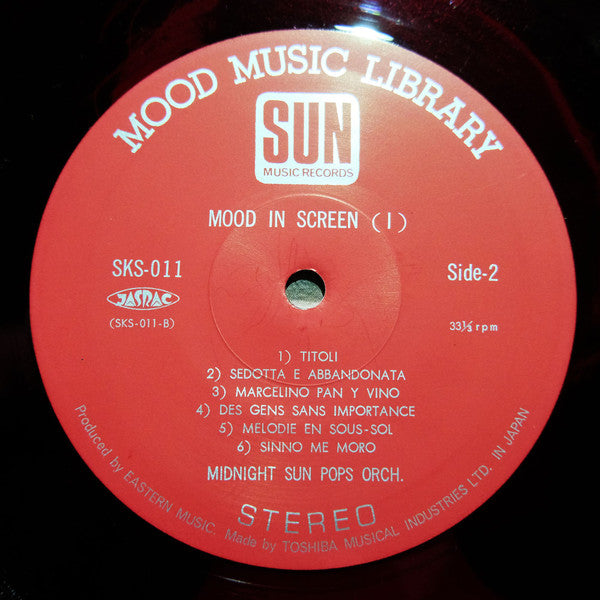 MOOD MUSIC LIBRARY
SUN
MUSIC RECORDS
MOOD IN SCREEN (I)
SKS-011
Side-2
JASRAC
(SKS-011-B)
33⅓ rpm
1) TITOLI
2) SEDOTTA E ABBANDONATA
3) MARCELINO PAN Y VINO
4) DES GENS SANS IMPORTANCE
5) MELODIE EN SOUS-SOL
6) SINNO ME MORO
MIDNIGHT SUN POPS ORCH.
STEREO
Produced by EASTERN MUSIC. Made by TOSHIBA MUSICAL INDUSTRIES LTD. IN JAPAN